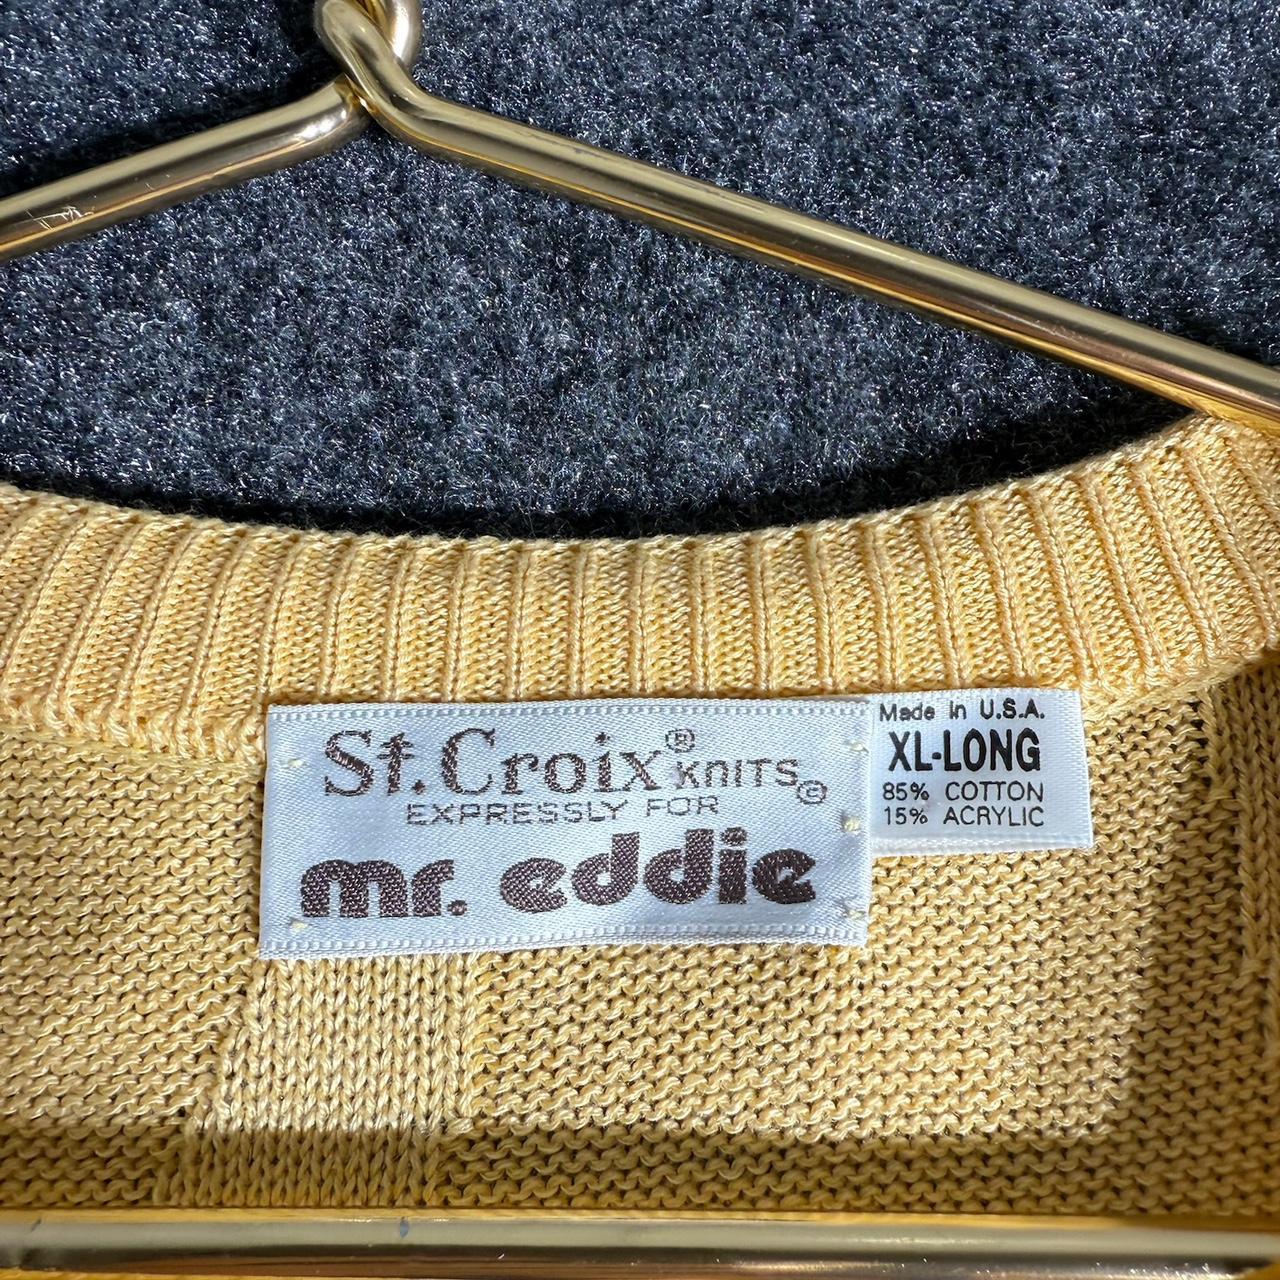 St. Croix® KNITS©
EXPRESSLY FOR
mr. eddie
Made in U.S.A.
XL-LONG
85% COTTON
15% ACRYLIC